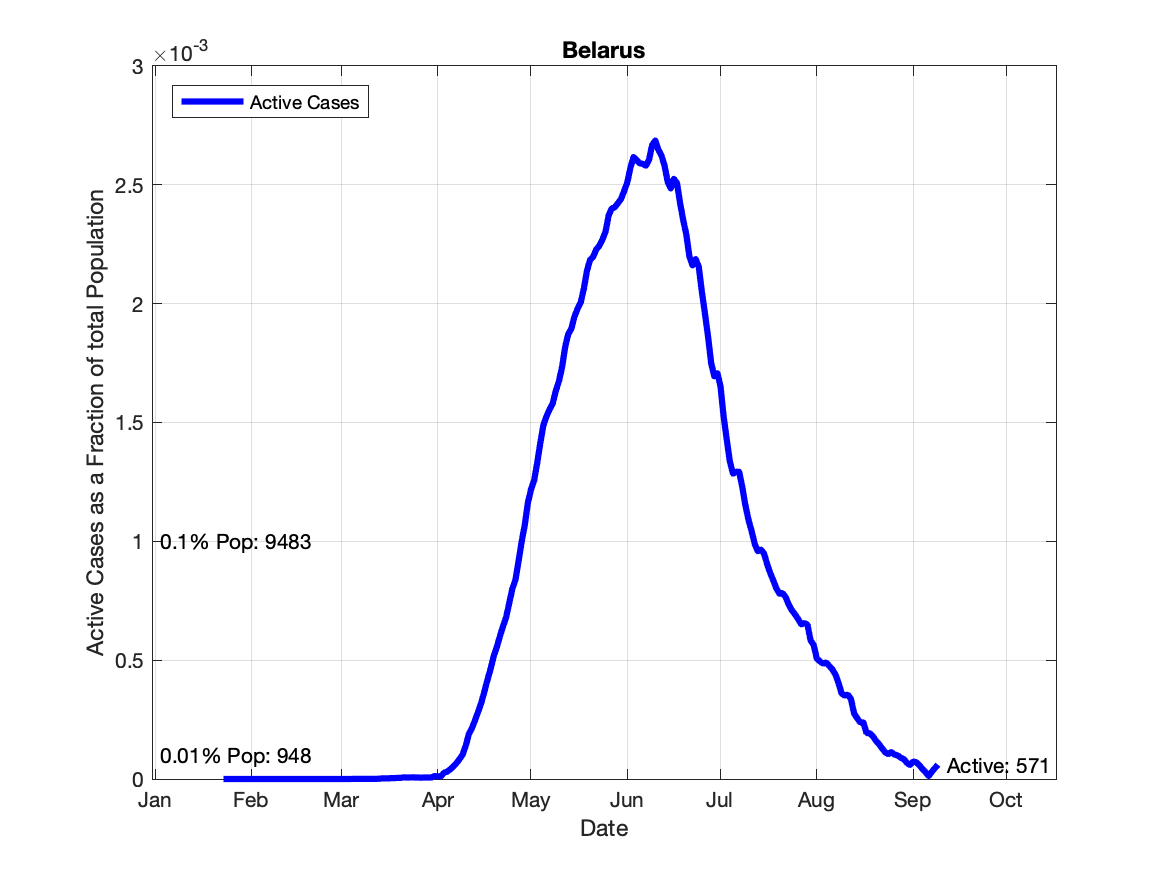 Belarus
×10-3
3
2.5
2
1.5
1
0.5
0
Active Cases as a Fraction of total Population
Active Cases
0.1% Pop: 9483
0.01% Pop: 948
Active: 571
Jan Feb Mar Apr May Jun Jul Aug Sep Oct
Date